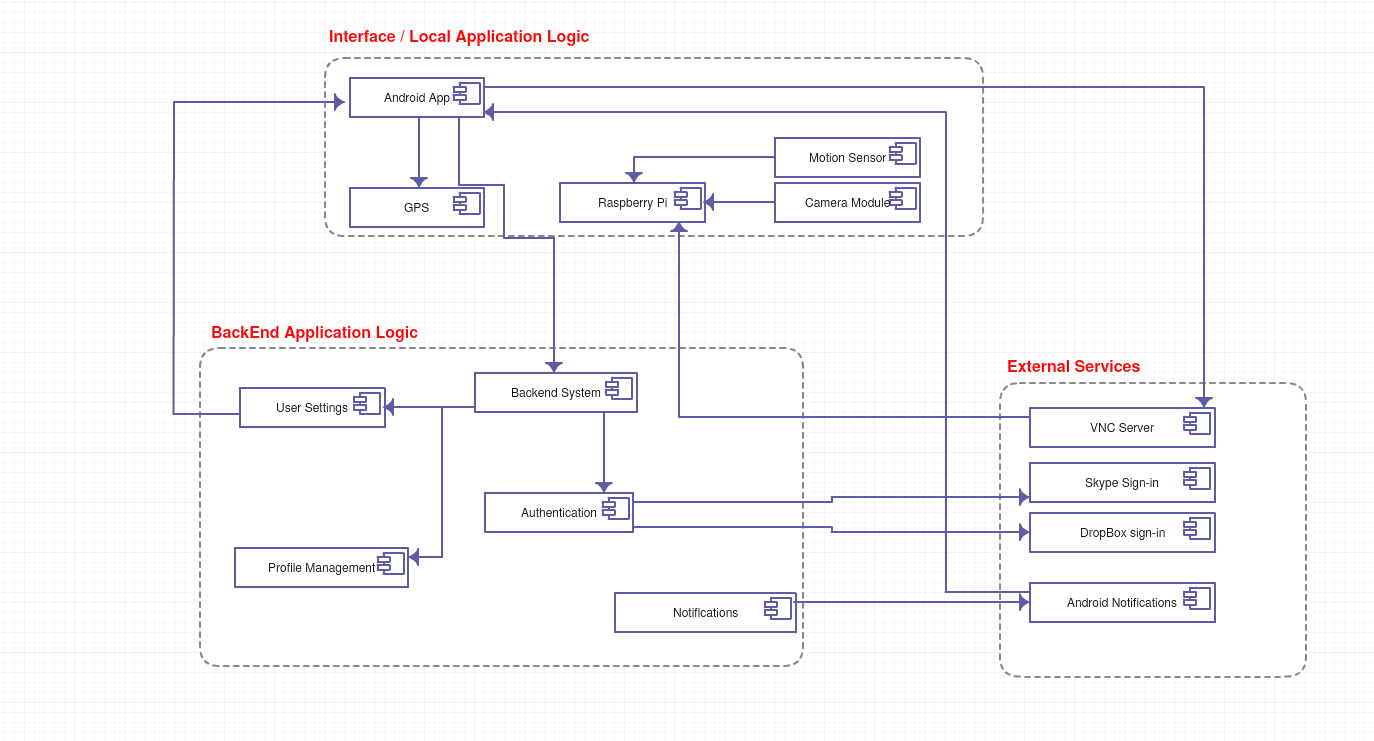 Interface / Local Application Logic
Android App
Motion Sensor
GPS
Raspberry Pi
Camera Module
BackEnd Application Logic
External Services
User Settings
Backend System
VNC Server
Skype Sign-in
Authentication
DropBox sign-in
Profile Management
Notifications
Android Notifications